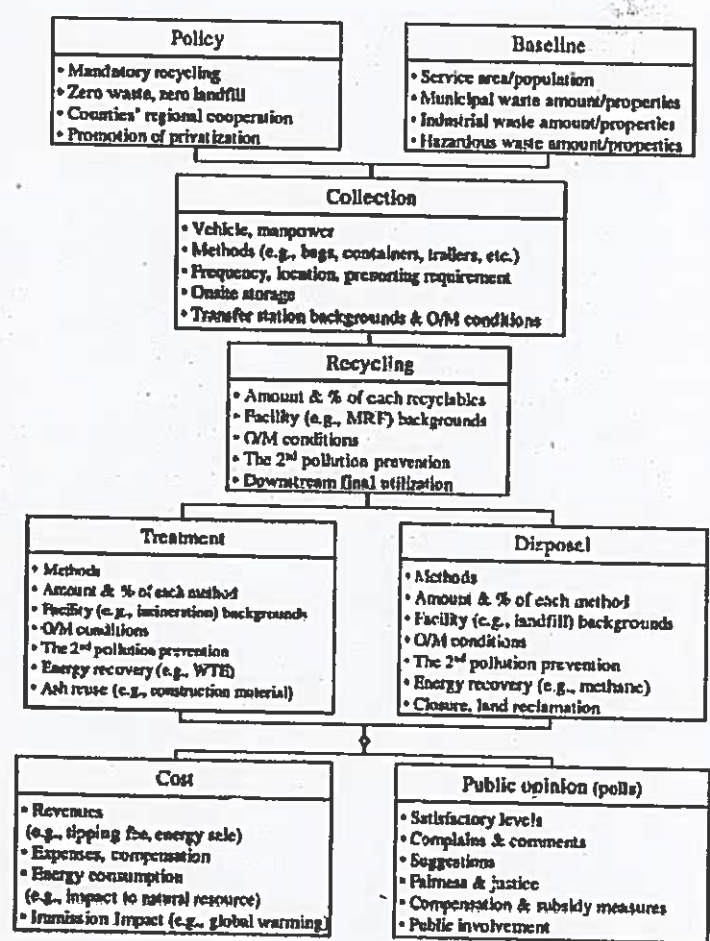 Policy
• Mandatory recycling
• Zero waste, zero landfill
• Counties' regional cooperation
• Promotion of privatization
Baseline
• Service area/population
• Municipal waste amount/properties
• Industrial waste amount/properties
• Hazardous waste amount/properties
Collection
• Vehicle, manpower
• Methods (e.g., bags, containers, trailers, etc.)
• Frequency, location, presorting requirement
• Onsite storage
• Transfer station backgrounds & O/M conditions
Recycling
• Amount & % of each recyclables
• Facility (e.g., MRF) backgrounds
• O/M conditions
• The 2nd pollution prevention
• Downstream final utilization
Treatment
• Methods
• Amount & % of each method
• Facility (e.g., incineration) backgrounds
• O/M conditions
• The 2nd pollution prevention
• Energy recovery (e.g., WTE)
• Ash reuse (e.g., construction material)
Disposal
• Methods
• Amount & % of each method
• Facility (e.g., landfill) backgrounds
• O/M conditions
• The 2nd pollution prevention
• Energy recovery (e.g., methane)
• Closure, land reclamation
Cost
• Revenues
(e.g., tipping fee, energy sale)
• Expenses, compensation
• Energy consumption
(e.g., impact to natural resource)
• Immission Impact (e.g., global warming)
Public opinion (polls)
• Satisfactory levels
• Complains & comments
• Suggestions
• Fairness & justice
• Compensation & subsidy measures
• Public involvement